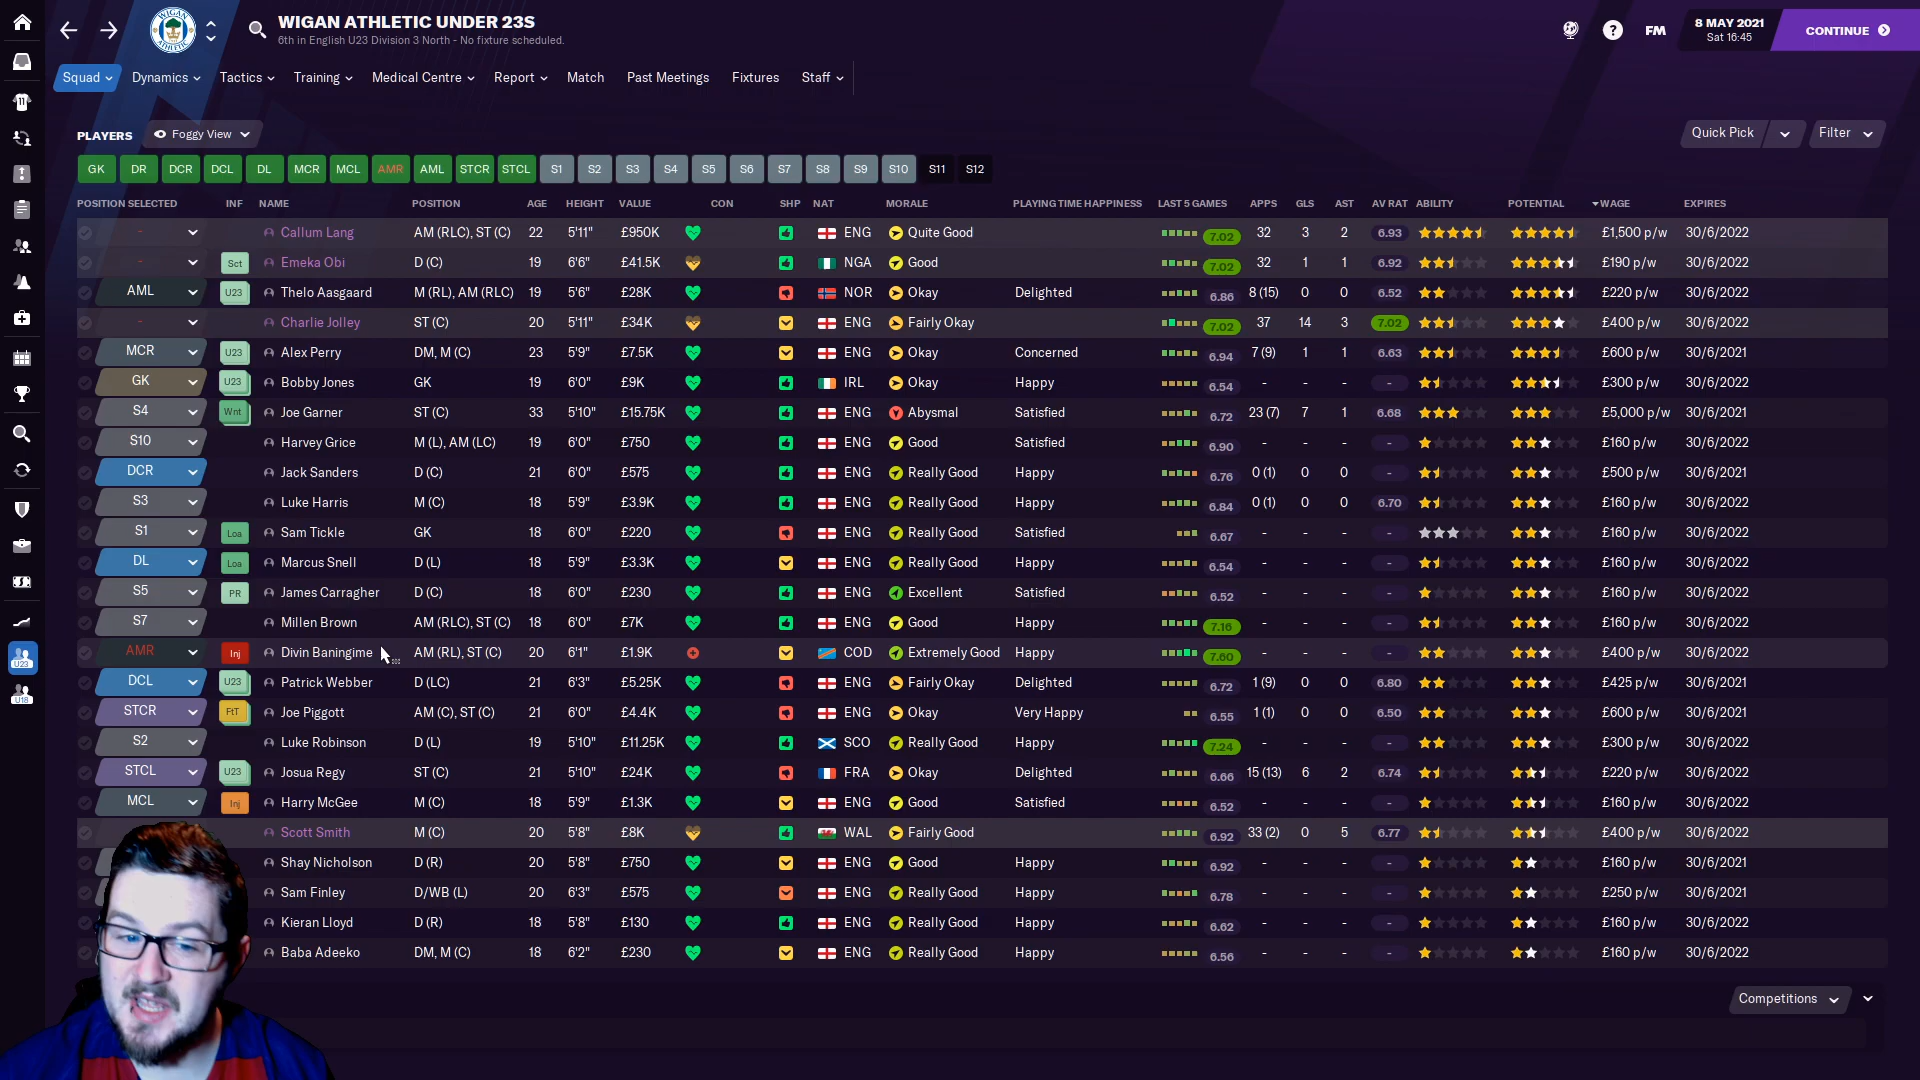 WIGAN ATHLETIC UNDER 23S
6th in English U23 Division 3 North - No fixture scheduled.
FM
8 MAY 2021
Sat 16:45
CONTINUE
Squad Dynamics Tactics Training Medical Centre Report Match Past Meetings Fixtures Staff
PLAYERS Foggy View Quick Pick Filter
GK DR DCR DCL DL MCR MCL AMR AML STCR STCL S1 S2 S3 S4 S5 S6 S7 S8 S9 S10 S11 S12
POSITION SELECTED INF NAME POSITION AGE HEIGHT VALUE CON SHP NAT MORALE PLAYING TIME HAPPINESS LAST 5 GAMES APPS GLS AST AV RAT ABILITY POTENTIAL WAGE EXPIRES
- Callum Lang AM (RLC), ST (C) 22 5'11" £950K ENG Quite Good 7.02 32 3 2 6.93 £1,500 p/w 30/6/2022
- Sct Emeka Obi D (C) 19 6'6" £41.5K NGA Good 7.02 32 1 1 6.92 £190 p/w 30/6/2022
AML U23 Thelo Aasgaard M (RL), AM (RLC) 19 5'6" £28K NOR Okay Delighted 6.86 8 (15) 0 0 6.52 £220 p/w 30/6/2022
- Charlie Jolley ST (C) 20 5'11" £34K ENG Fairly Okay 7.02 37 14 3 7.02 £400 p/w 30/6/2022
MCR U23 Alex Perry DM, M (C) 23 5'9" £7.5K ENG Okay Concerned 6.94 7 (9) 1 1 6.63 £600 p/w 30/6/2021
GK U23 Bobby Jones GK 19 6'0" £9K IRL Okay Happy 6.54 - - - - £300 p/w 30/6/2022
S4 Wnt Joe Garner ST (C) 33 5'10" £15.75K ENG Abysmal Satisfied 6.72 23 (7) 7 1 6.68 £5,000 p/w 30/6/2021
S10 Harvey Grice M (L), AM (LC) 19 6'0" £750 ENG Good Satisfied 6.90 - - - - £160 p/w 30/6/2022
DCR Jack Sanders D (C) 21 6'0" £575 ENG Really Good Happy 6.76 0 (1) 0 0 - £500 p/w 30/6/2021
S3 Luke Harris M (C) 18 5'9" £3.9K ENG Really Good Happy 6.84 0 (1) 0 0 6.70 £160 p/w 30/6/2022
S1 Loa Sam Tickle GK 18 6'0" £220 ENG Really Good Satisfied 6.67 - - - - £160 p/w 30/6/2022
DL Loa Marcus Snell D (L) 18 5'9" £3.3K ENG Really Good Happy 6.54 - - - - £160 p/w 30/6/2022
S5 PR James Carragher D (C) 18 6'0" £230 ENG Excellent Satisfied 6.52 - - - - £160 p/w 30/6/2022
S7 Millen Brown AM (RLC), ST (C) 18 6'0" £7K ENG Good Happy 7.16 - - - - £160 p/w 30/6/2022
AMR Inj Divin Baningime AM (RL), ST (C) 20 6'1" £1.9K COD Extremely Good Happy 7.60 - - - - £400 p/w 30/6/2022
DCL U23 Patrick Webber D (LC) 21 6'3" £5.25K ENG Fairly Okay Delighted 6.72 1 (9) 0 0 6.80 £425 p/w 30/6/2021
STCR FtT Joe Piggott AM (C), ST (C) 21 6'0" £4.4K ENG Okay Very Happy 6.55 1 (1) 0 0 6.50 £600 p/w 30/6/2021
S2 Luke Robinson D (L) 19 5'10" £11.25K SCO Really Good Happy 7.24 - - - - £300 p/w 30/6/2022
STCL U23 Josua Regy ST (C) 21 5'10" £24K FRA Okay Delighted 6.66 15 (13) 6 2 6.74 £220 p/w 30/6/2022
MCL Inj Harry McGee M (C) 18 5'9" £1.3K ENG Good Satisfied 6.52 - - - - £160 p/w 30/6/2022
Scott Smith M (C) 20 5'8" £8K WAL Fairly Good 6.92 33 (2) 0 5 6.77 £400 p/w 30/6/2022
Shay Nicholson D (R) 20 5'8" £750 ENG Good Happy 6.92 - - - - £160 p/w 30/6/2021
Sam Finley D/WB (L) 20 6'3" £575 ENG Really Good Happy 6.78 - - - - £250 p/w 30/6/2021
Kieran Lloyd D (R) 18 5'8" £130 ENG Really Good Happy 6.62 - - - - £160 p/w 30/6/2022
Baba Adeeko DM, M (C) 18 6'2" £230 ENG Really Good Happy 6.56 - - - - £160 p/w 30/6/2022
Competitions
U23
U18